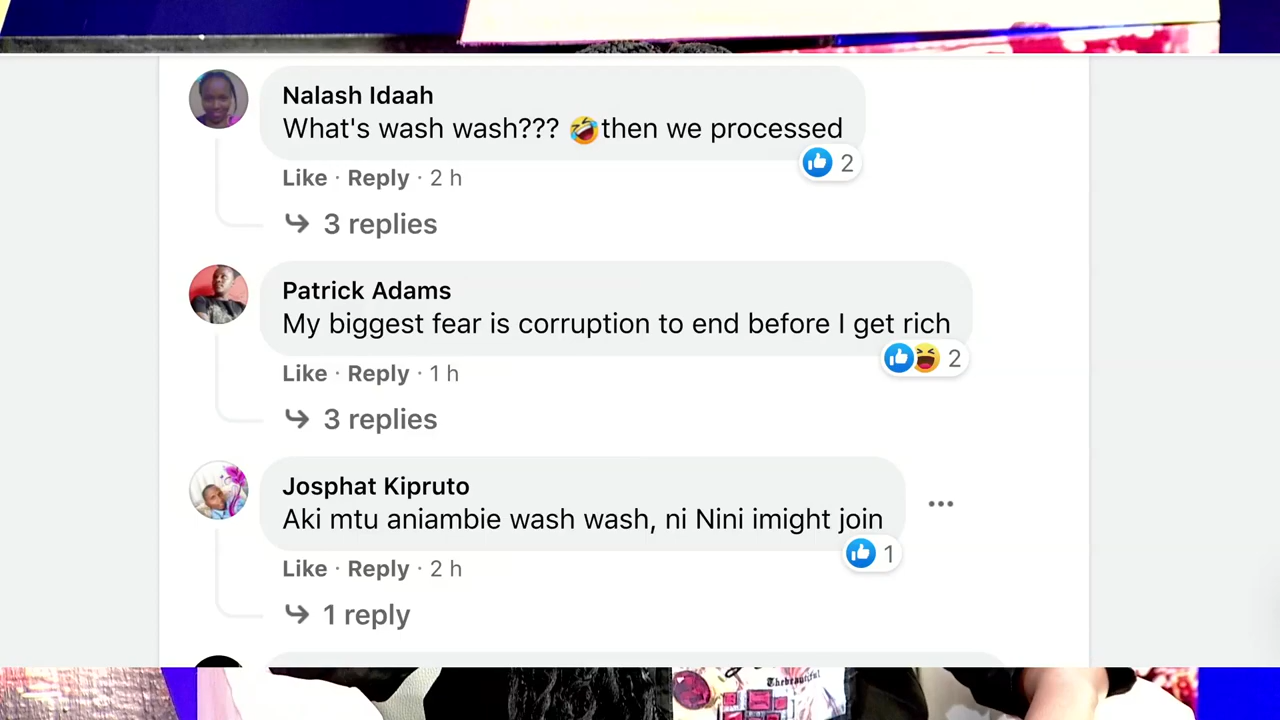 Nalash Idaah
What's wash wash??? 🤣then we processed
2
Like · Reply · 2 h
3 replies
Patrick Adams
My biggest fear is corruption to end before I get rich
2
Like · Reply · 1 h
3 replies
Josphat Kipruto
Aki mtu aniambie wash wash, ni Nini imight join
1
Like · Reply · 2 h
1 reply
Thebeautiful